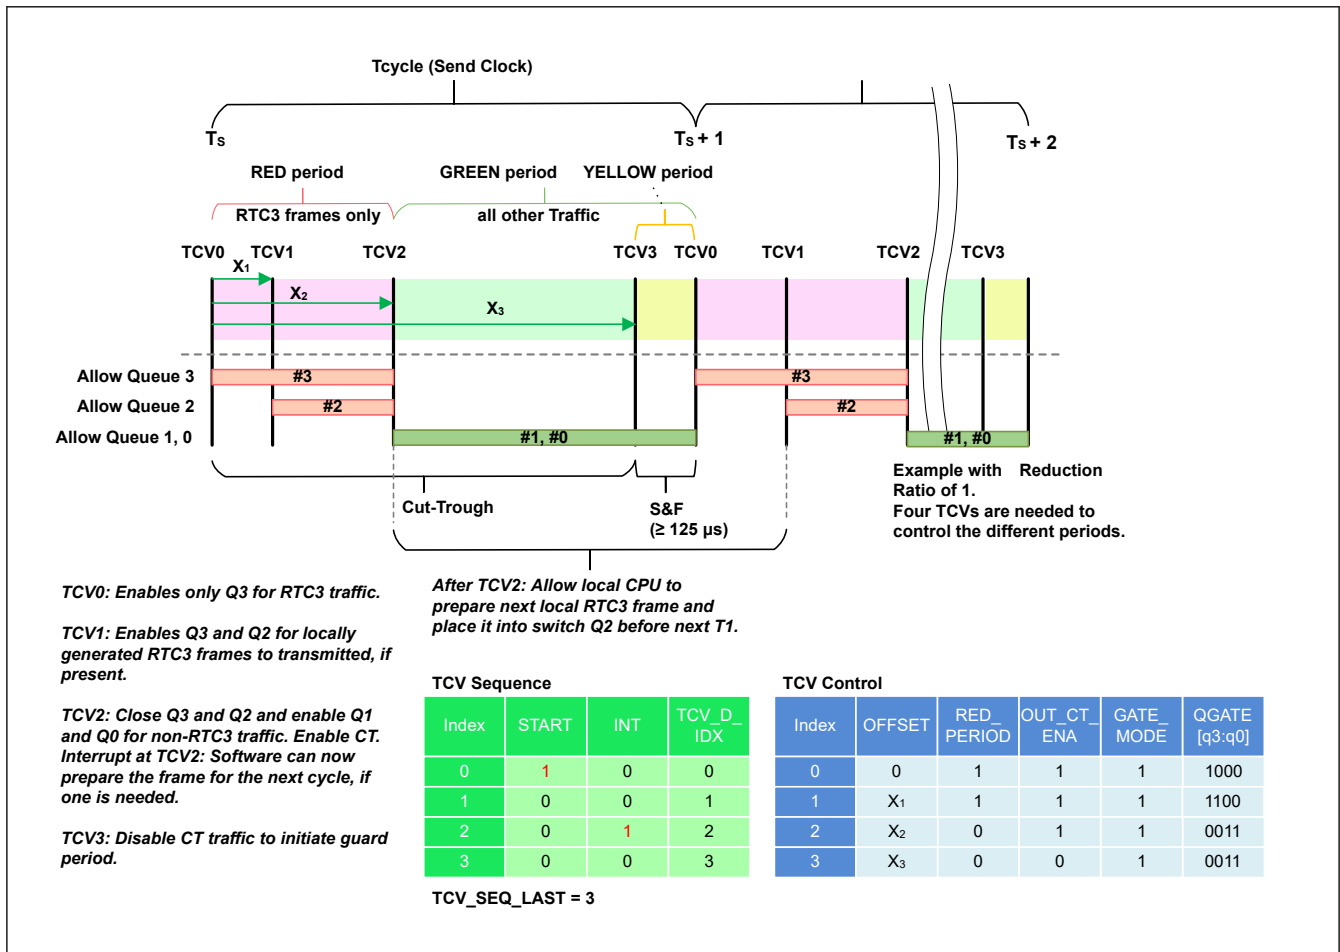 Tcycle (Send Clock)
Ts
Ts + 1
Ts + 2
RED period
GREEN period
YELLOW period
RTC3 frames only
all other Traffic
TCV0
TCV1
TCV2
TCV3
TCV0
TCV1
TCV2
TCV3
X1
X2
X3
Allow Queue 3
#3
#3
Allow Queue 2
#2
#2
Allow Queue 1, 0
#1, #0
#1, #0
Cut-Trough
S&F
(≥ 125 µs)
Example with Reduction
Ratio of 1.
Four TCVs are needed to
control the different periods.
TCV0: Enables only Q3 for RTC3 traffic.
TCV1: Enables Q3 and Q2 for locally
generated RTC3 frames to transmitted, if
present.
TCV2: Close Q3 and Q2 and enable Q1
and Q0 for non-RTC3 traffic. Enable CT.
Interrupt at TCV2: Software can now
prepare the frame for the next cycle, if
one is needed.
TCV3: Disable CT traffic to initiate guard
period.
After TCV2: Allow local CPU to
prepare next local RTC3 frame and
place it into switch Q2 before next T1.
TCV Sequence
Index START INT TCV_D_IDX
0 1 0 0
1 0 0 1
2 0 1 2
3 0 0 3
TCV_SEQ_LAST = 3
TCV Control
Index OFFSET RED_PERIOD OUT_CT_ENA GATE_MODE QGATE [q3:q0]
0 0 1 1 1 1000
1 X1 1 1 1 1100
2 X2 0 1 1 0011
3 X3 0 0 1 0011